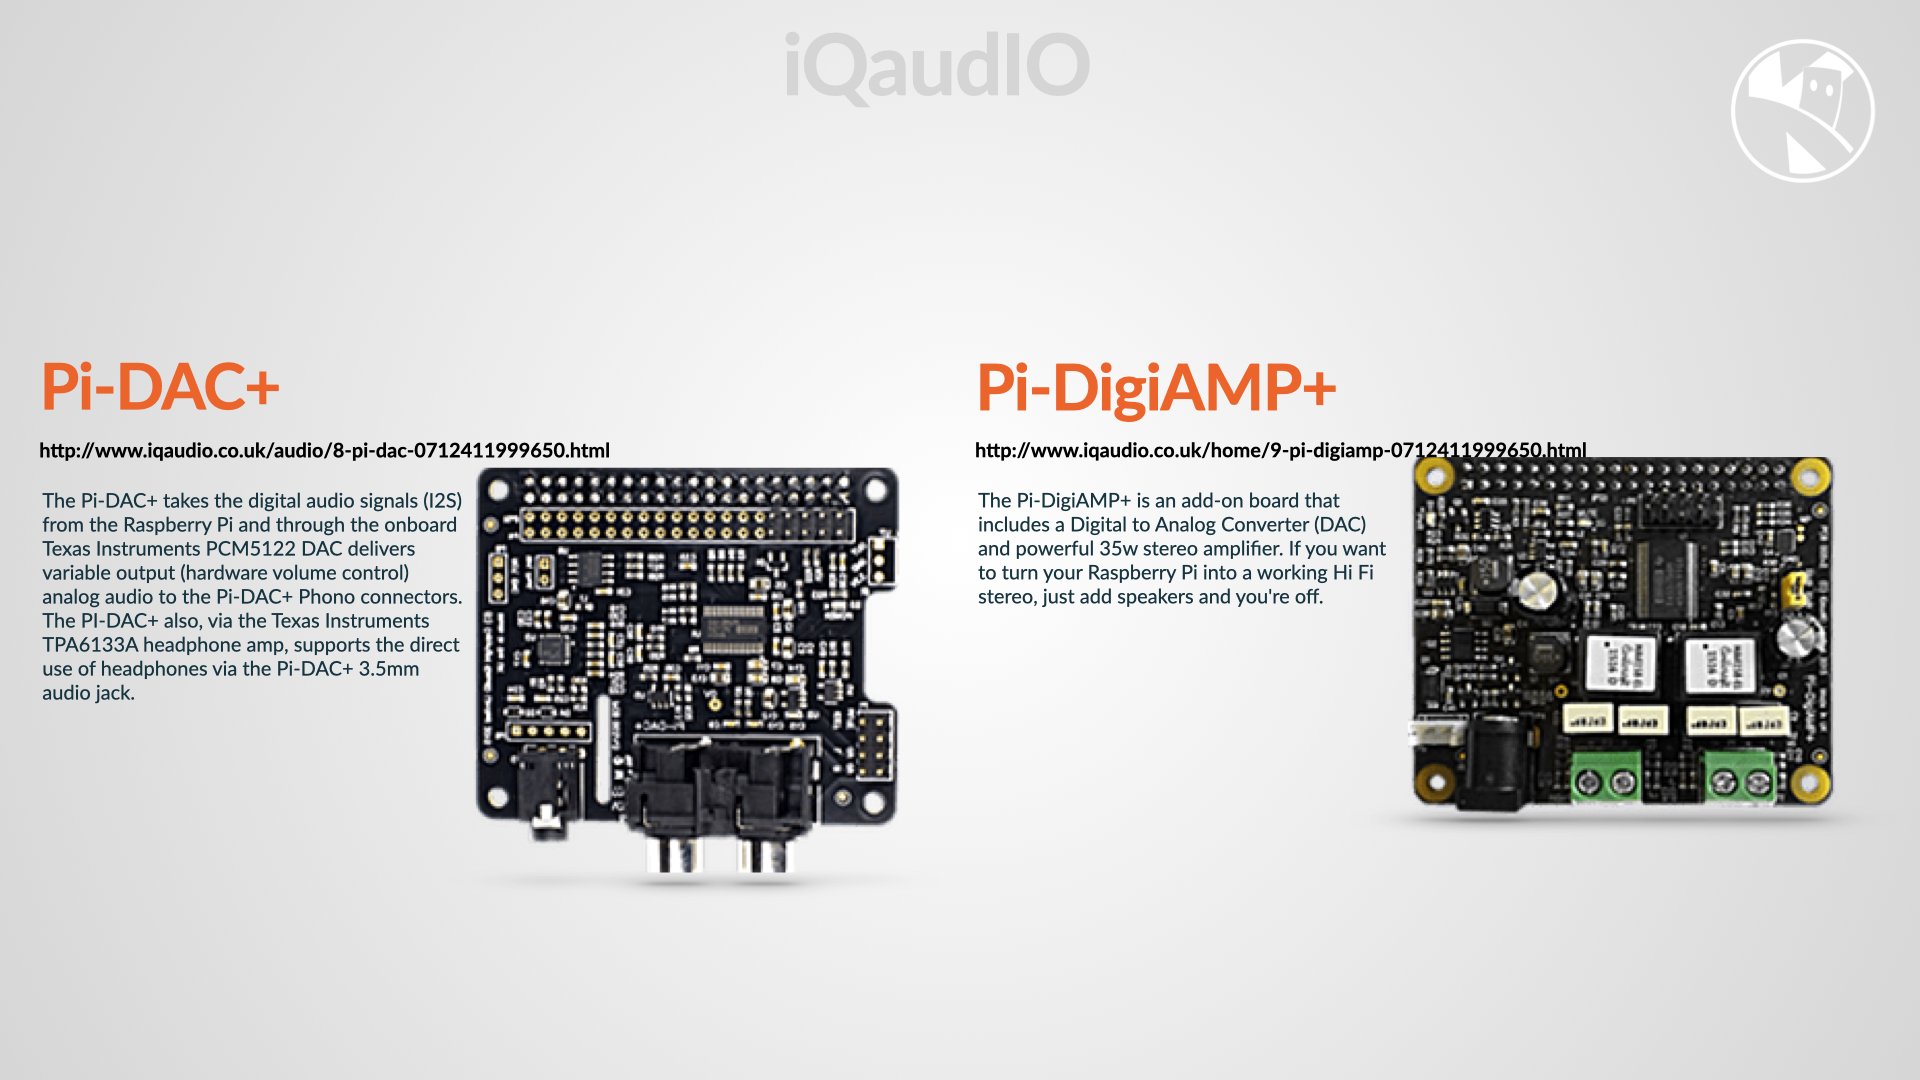 iQaudIO
Pi-DAC+
http://www.iqaudio.co.uk/audio/8-pi-dac-0712411999650.html
The Pi-DAC+ takes the digital audio signals (I2S)
from the Raspberry Pi and through the onboard
Texas Instruments PCM5122 DAC delivers
variable output (hardware volume control)
analog audio to the Pi-DAC+ Phono connectors.
The PI-DAC+ also, via the Texas Instruments
TPA6133A headphone amp, supports the direct
use of headphones via the Pi-DAC+ 3.5mm
audio jack.
Pi-DigiAMP+
http://www.iqaudio.co.uk/home/9-pi-digiamp-0712411999650.html
The Pi-DigiAMP+ is an add-on board that
includes a Digital to Analog Converter (DAC)
and powerful 35w stereo amplifier. If you want
to turn your Raspberry Pi into a working Hi Fi
stereo, just add speakers and you're off.
Pi-DigiAMP+